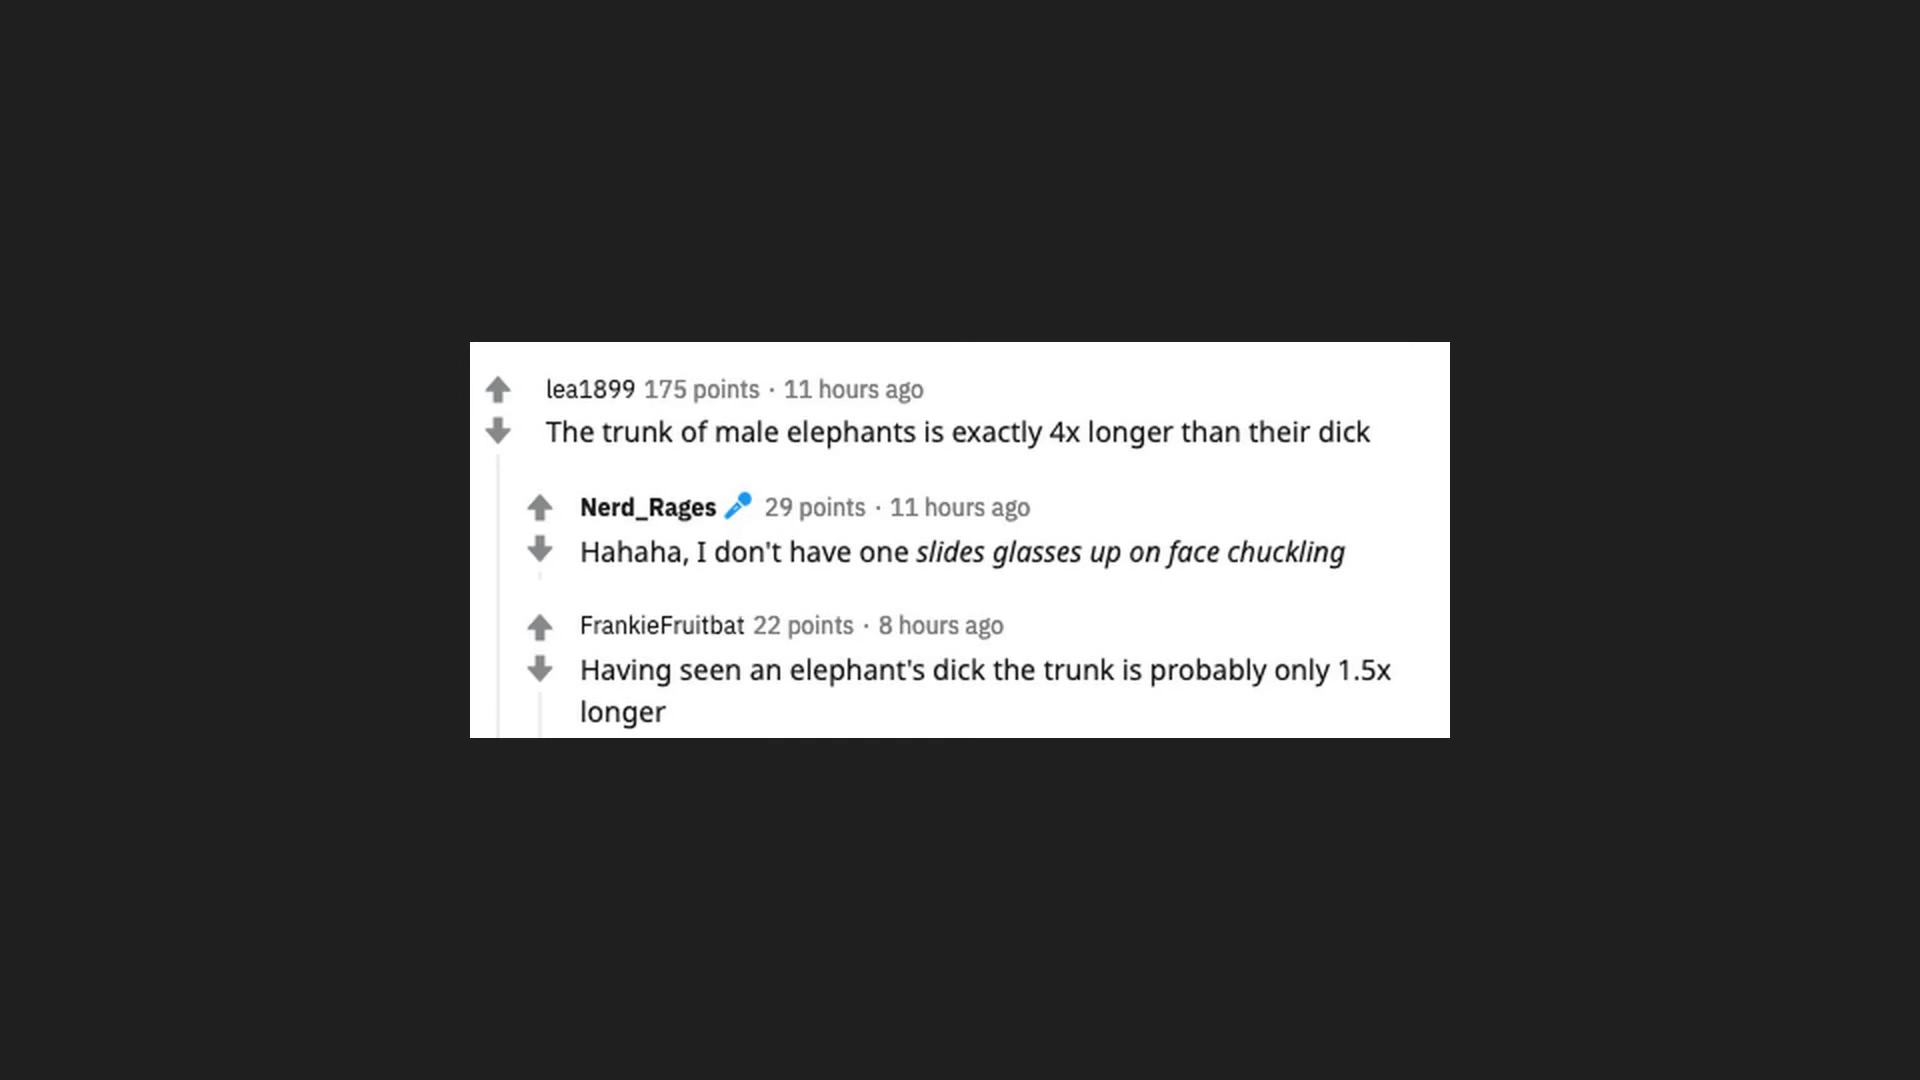 lea1899 175 points · 11 hours ago
The trunk of male elephants is exactly 4x longer than their dick
Nerd_Rages 29 points · 11 hours ago
Hahaha, I don't have one slides glasses up on face chuckling
FrankieFruitbat 22 points · 8 hours ago
Having seen an elephant's dick the trunk is probably only 1.5x
longer